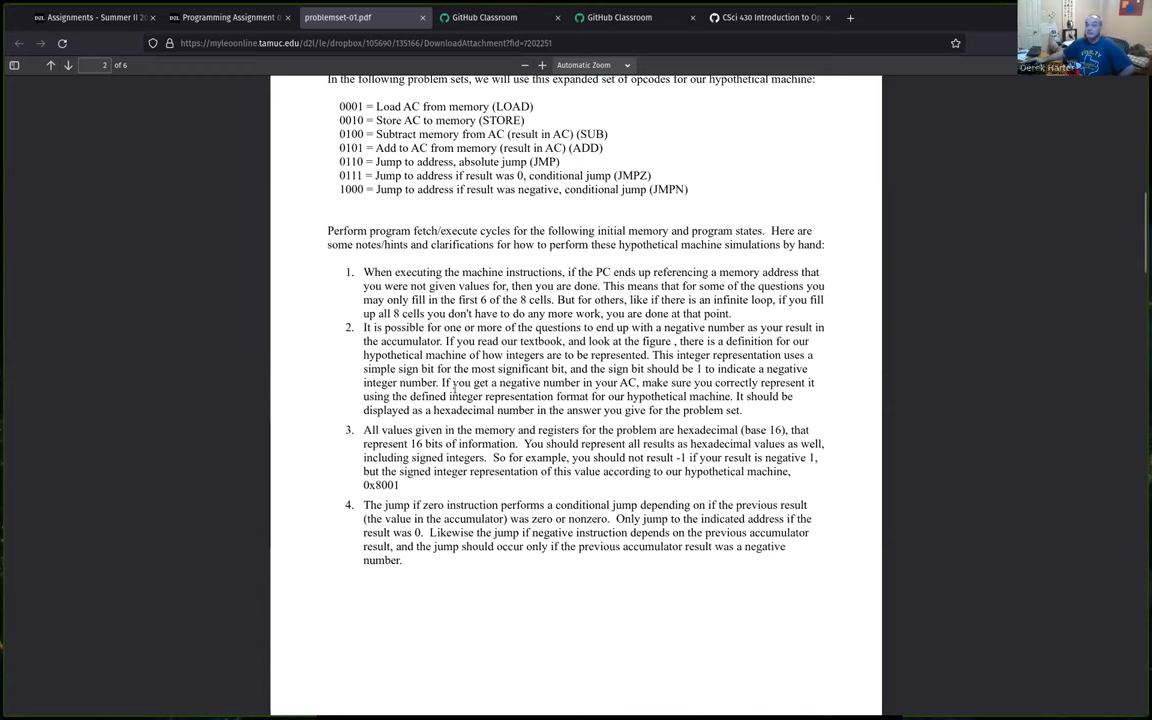 Assignments - Summer II 20
Programming Assignment
problemset-01.pdf
GitHub Classroom
GitHub Classroom
CSci 430 Introduction to Op
https://myleoonline.tamuc.edu/d2l/le/dropbox/105690/135166/DownloadAttachment?fid=7202251
2 of 6
Automatic Zoom
Derek Harter
In the following problem sets, we will use this expanded set of opcodes for our hypothetical machine:
0001 = Load AC from memory (LOAD)
0010 = Store AC to memory (STORE)
0100 = Subtract memory from AC (result in AC) (SUB)
0101 = Add to AC from memory (result in AC) (ADD)
0110 = Jump to address, absolute jump (JMP)
0111 = Jump to address if result was 0, conditional jump (JMPZ)
1000 = Jump to address if result was negative, conditional jump (JMPN)
Perform program fetch/execute cycles for the following initial memory and program states. Here are
some notes/hints and clarifications for how to perform these hypothetical machine simulations by hand:
1. When executing the machine instructions, if the PC ends up referencing a memory address that
you were not given values for, then you are done. This means that for some of the questions you
may only fill in the first 6 of the 8 cells. But for others, like if there is an infinite loop, if you fill
up all 8 cells you don't have to do any more work, you are done at that point.
2. It is possible for one or more of the questions to end up with a negative number as your result in
the accumulator. If you read our textbook, and look at the figure , there is a definition for our
hypothetical machine of how integers are to be represented. This integer representation uses a
simple sign bit for the most significant bit, and the sign bit should be 1 to indicate a negative
integer number. If you get a negative number in your AC, make sure you correctly represent it
using the defined integer representation format for our hypothetical machine. It should be
displayed as a hexadecimal number in the answer you give for the problem set.
3. All values given in the memory and registers for the problem are hexadecimal (base 16), that
represent 16 bits of information. You should represent all results as hexadecimal values as well,
including signed integers. So for example, you should not result -1 if your result is negative 1,
but the signed integer representation of this value according to our hypothetical machine,
0x8001
4. The jump if zero instruction performs a conditional jump depending on if the previous result
(the value in the accumulator) was zero or nonzero. Only jump to the indicated address if the
result was 0. Likewise the jump if negative instruction depends on the previous accumulator
result, and the jump should occur only if the previous accumulator result was a negative
number.